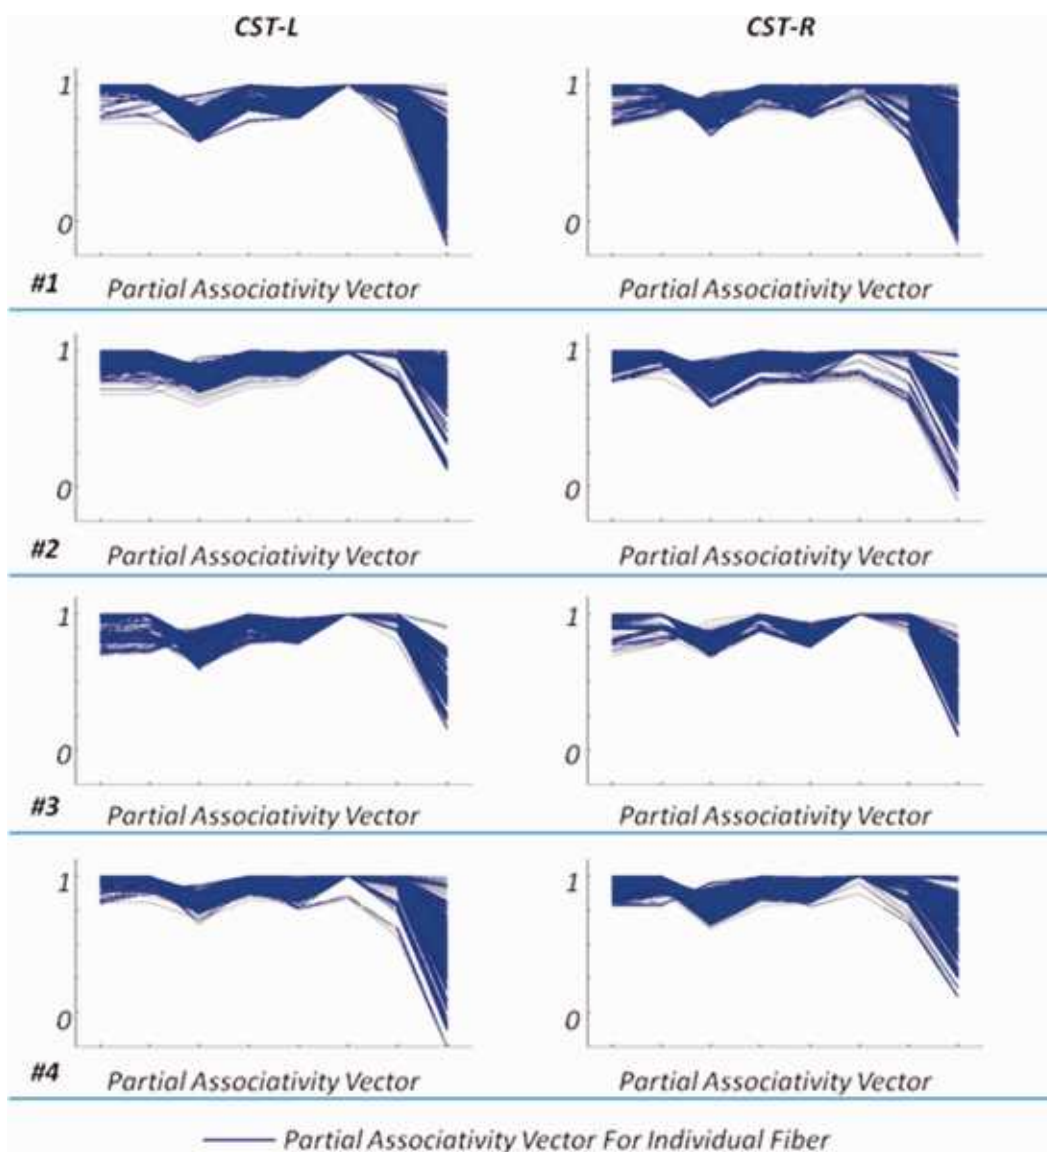 CST-L CST-R
1 1
0 0
#1 Partial Associativity Vector Partial Associativity Vector
1 1
0 0
#2 Partial Associativity Vector Partial Associativity Vector
1 1
0 0
#3 Partial Associativity Vector Partial Associativity Vector
1 1
0 0
#4 Partial Associativity Vector Partial Associativity Vector
Partial Associativity Vector For Individual Fiber